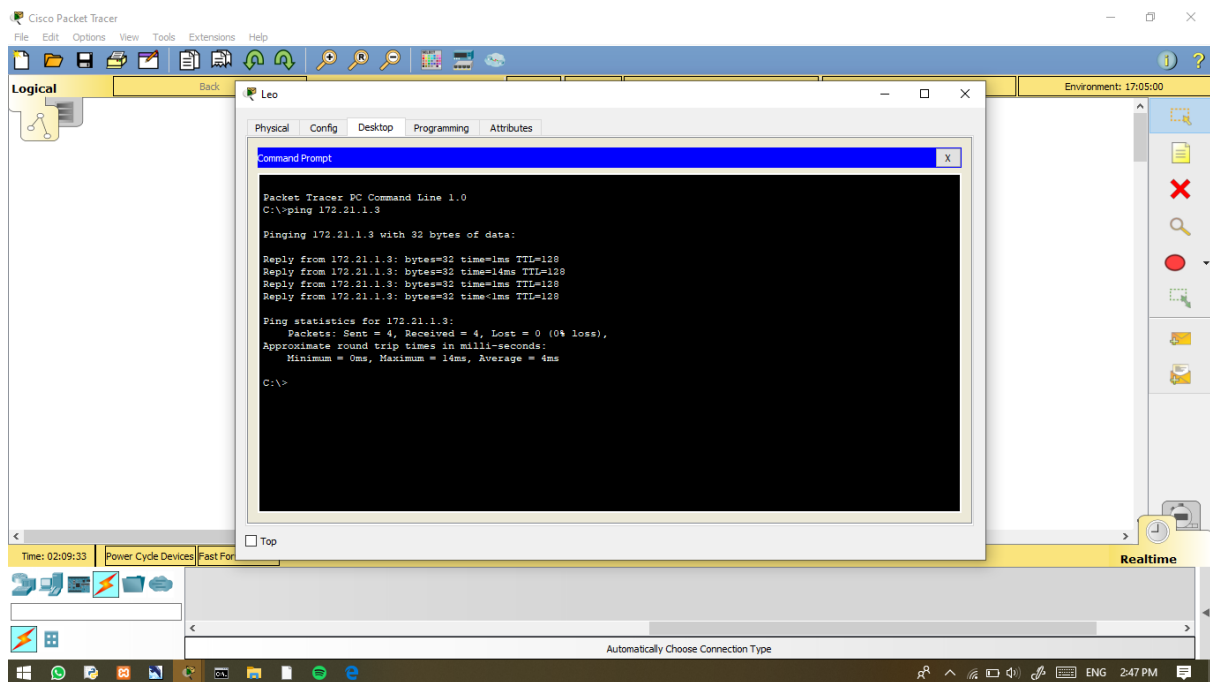 Cisco Packet Tracer
File Edit Options View Tools Extensions Help
Logical
Back
Environment: 17:05:00
Leo
Physical Config Desktop Programming Attributes
Command Prompt
X
Packet Tracer PC Command Line 1.0
C:\>ping 172.21.1.3
Pinging 172.21.1.3 with 32 bytes of data:
Reply from 172.21.1.3: bytes=32 time=1ms TTL=128
Reply from 172.21.1.3: bytes=32 time=14ms TTL=128
Reply from 172.21.1.3: bytes=32 time=1ms TTL=128
Reply from 172.21.1.3: bytes=32 time<1ms TTL=128
Ping statistics for 172.21.1.3:
Packets: Sent = 4, Received = 4, Lost = 0 (0% loss),
Approximate round trip times in milli-seconds:
Minimum = 0ms, Maximum = 14ms, Average = 4ms
C:\>
Top
Time: 02:09:33 Power Cycle Devices Fast For
Realtime
Automatically Choose Connection Type
ENG 2:47 PM